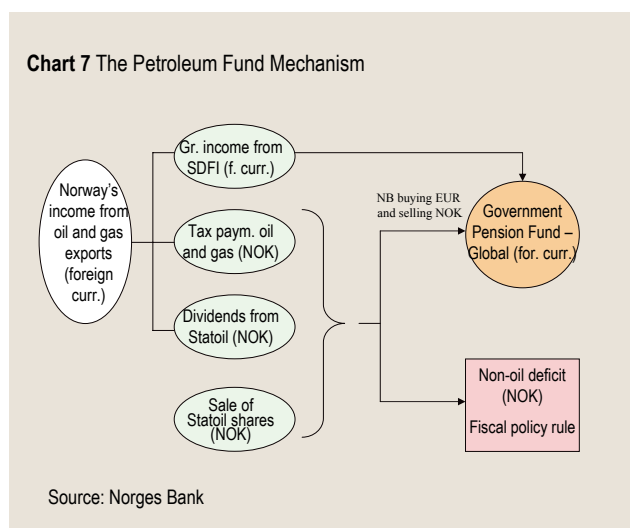 Chart 7 The Petroleum Fund Mechanism
Norway's
income from
oil and gas
exports
(foreign
curr.)
Gr. income from
SDFI (f. curr.)
Tax paym. oil
and gas (NOK)
Dividends from
Statoil (NOK)
Sale of
Statoil shares
(NOK)
NB buying EUR
and selling NOK
Government
Pension Fund –
Global (for. curr.)
Non-oil deficit
(NOK)
Fiscal policy rule
Source: Norges Bank